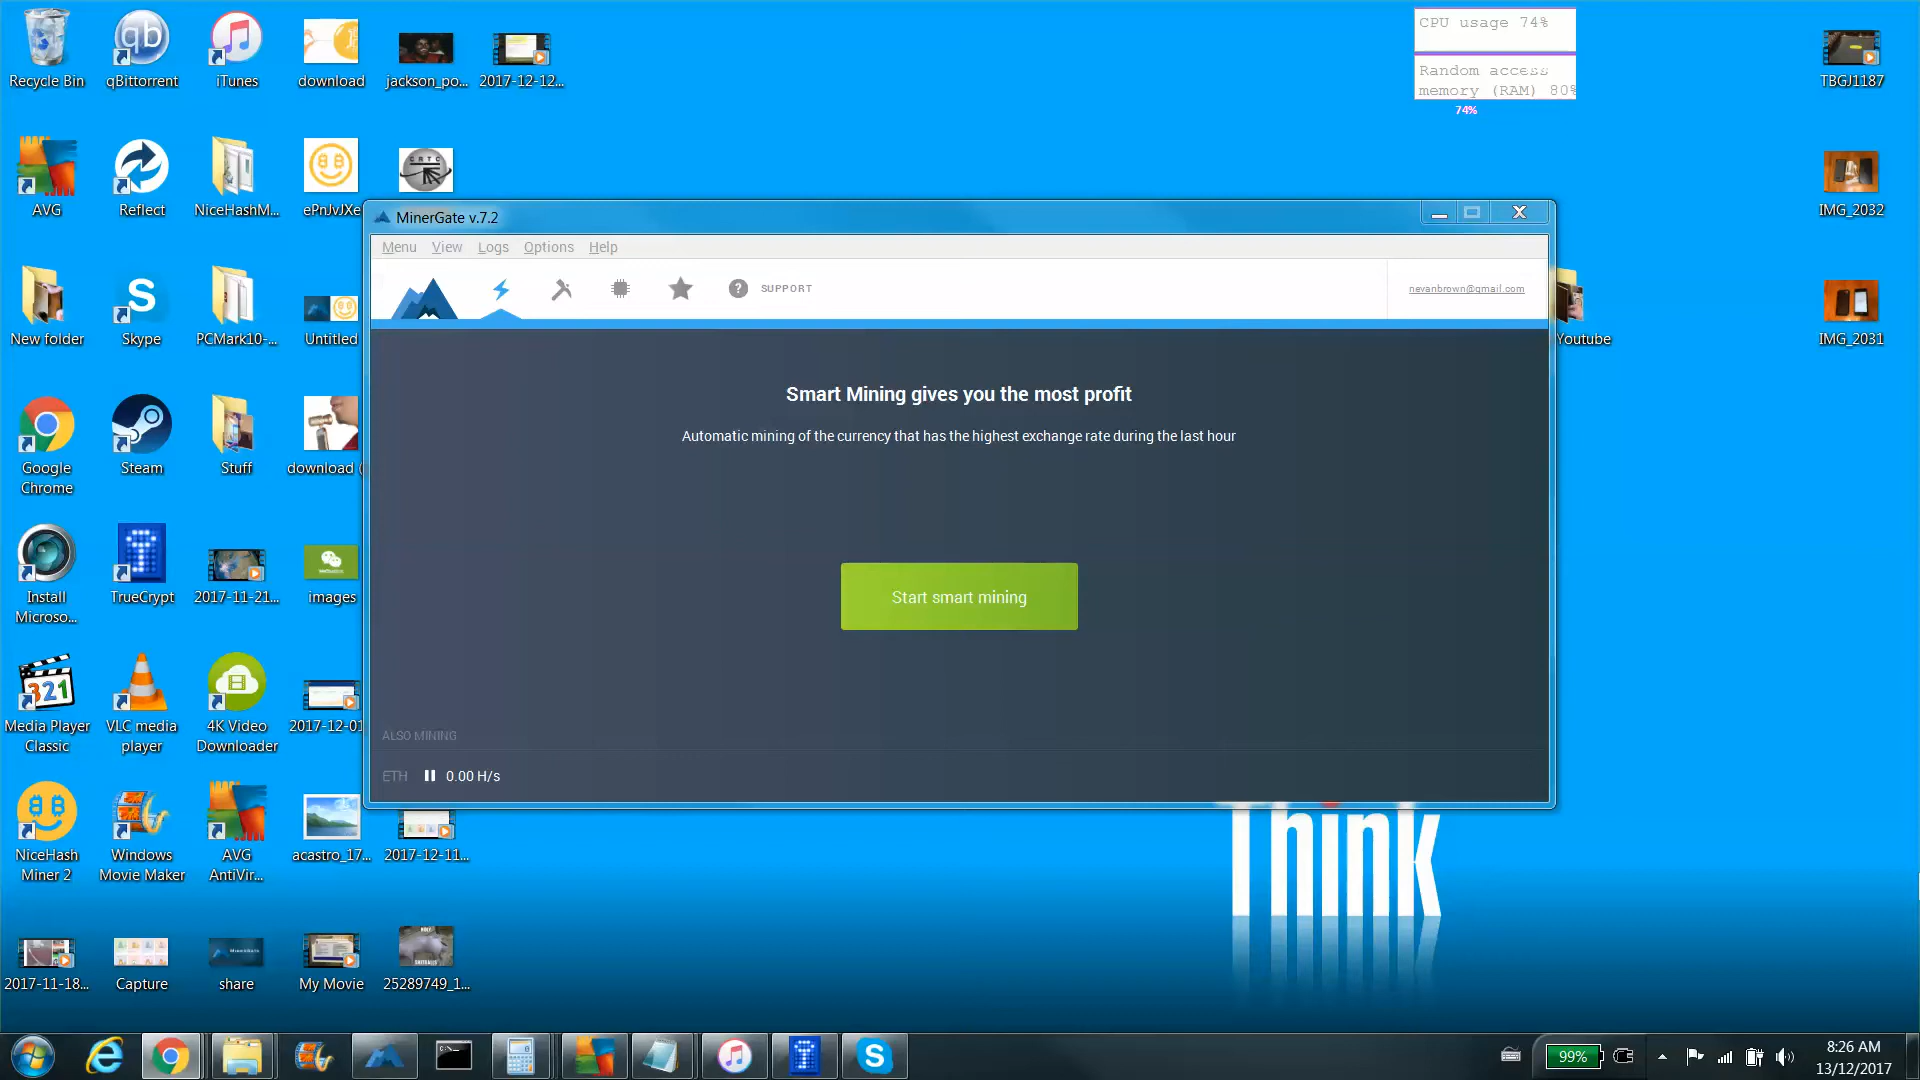 Recycle Bin
qBittorrent
iTunes
download
jackson_po...
2017-12-12...
CPU usage 74%
Random access
memory (RAM) 80%
74%
TBGJ1187
AVG
Reflect
NiceHashM...
ePnJvJXe
CRTC
IMG_2032
MinerGate v.7.2
Menu
View
Logs
Options
Help
SUPPORT
nevanbrown@gmail.com
New folder
Skype
PCMark10-...
Untitled
Youtube
IMG_2031
Smart Mining gives you the most profit
Automatic mining of the currency that has the highest exchange rate during the last hour
Google
Chrome
Steam
Stuff
download (
Start smart mining
Install
Microso...
TrueCrypt
2017-11-21...
images
Media Player
Classic
VLC media
player
4K Video
Downloader
2017-12-01
ALSO MINING
ETH
0.00 H/s
NiceHash
Miner 2
Windows
Movie Maker
AVG
AntiVir...
acastro_17...
2017-12-11...
Think
2017-11-18...
Capture
share
My Movie
25289749_1...
99%
8:26 AM
13/12/2017